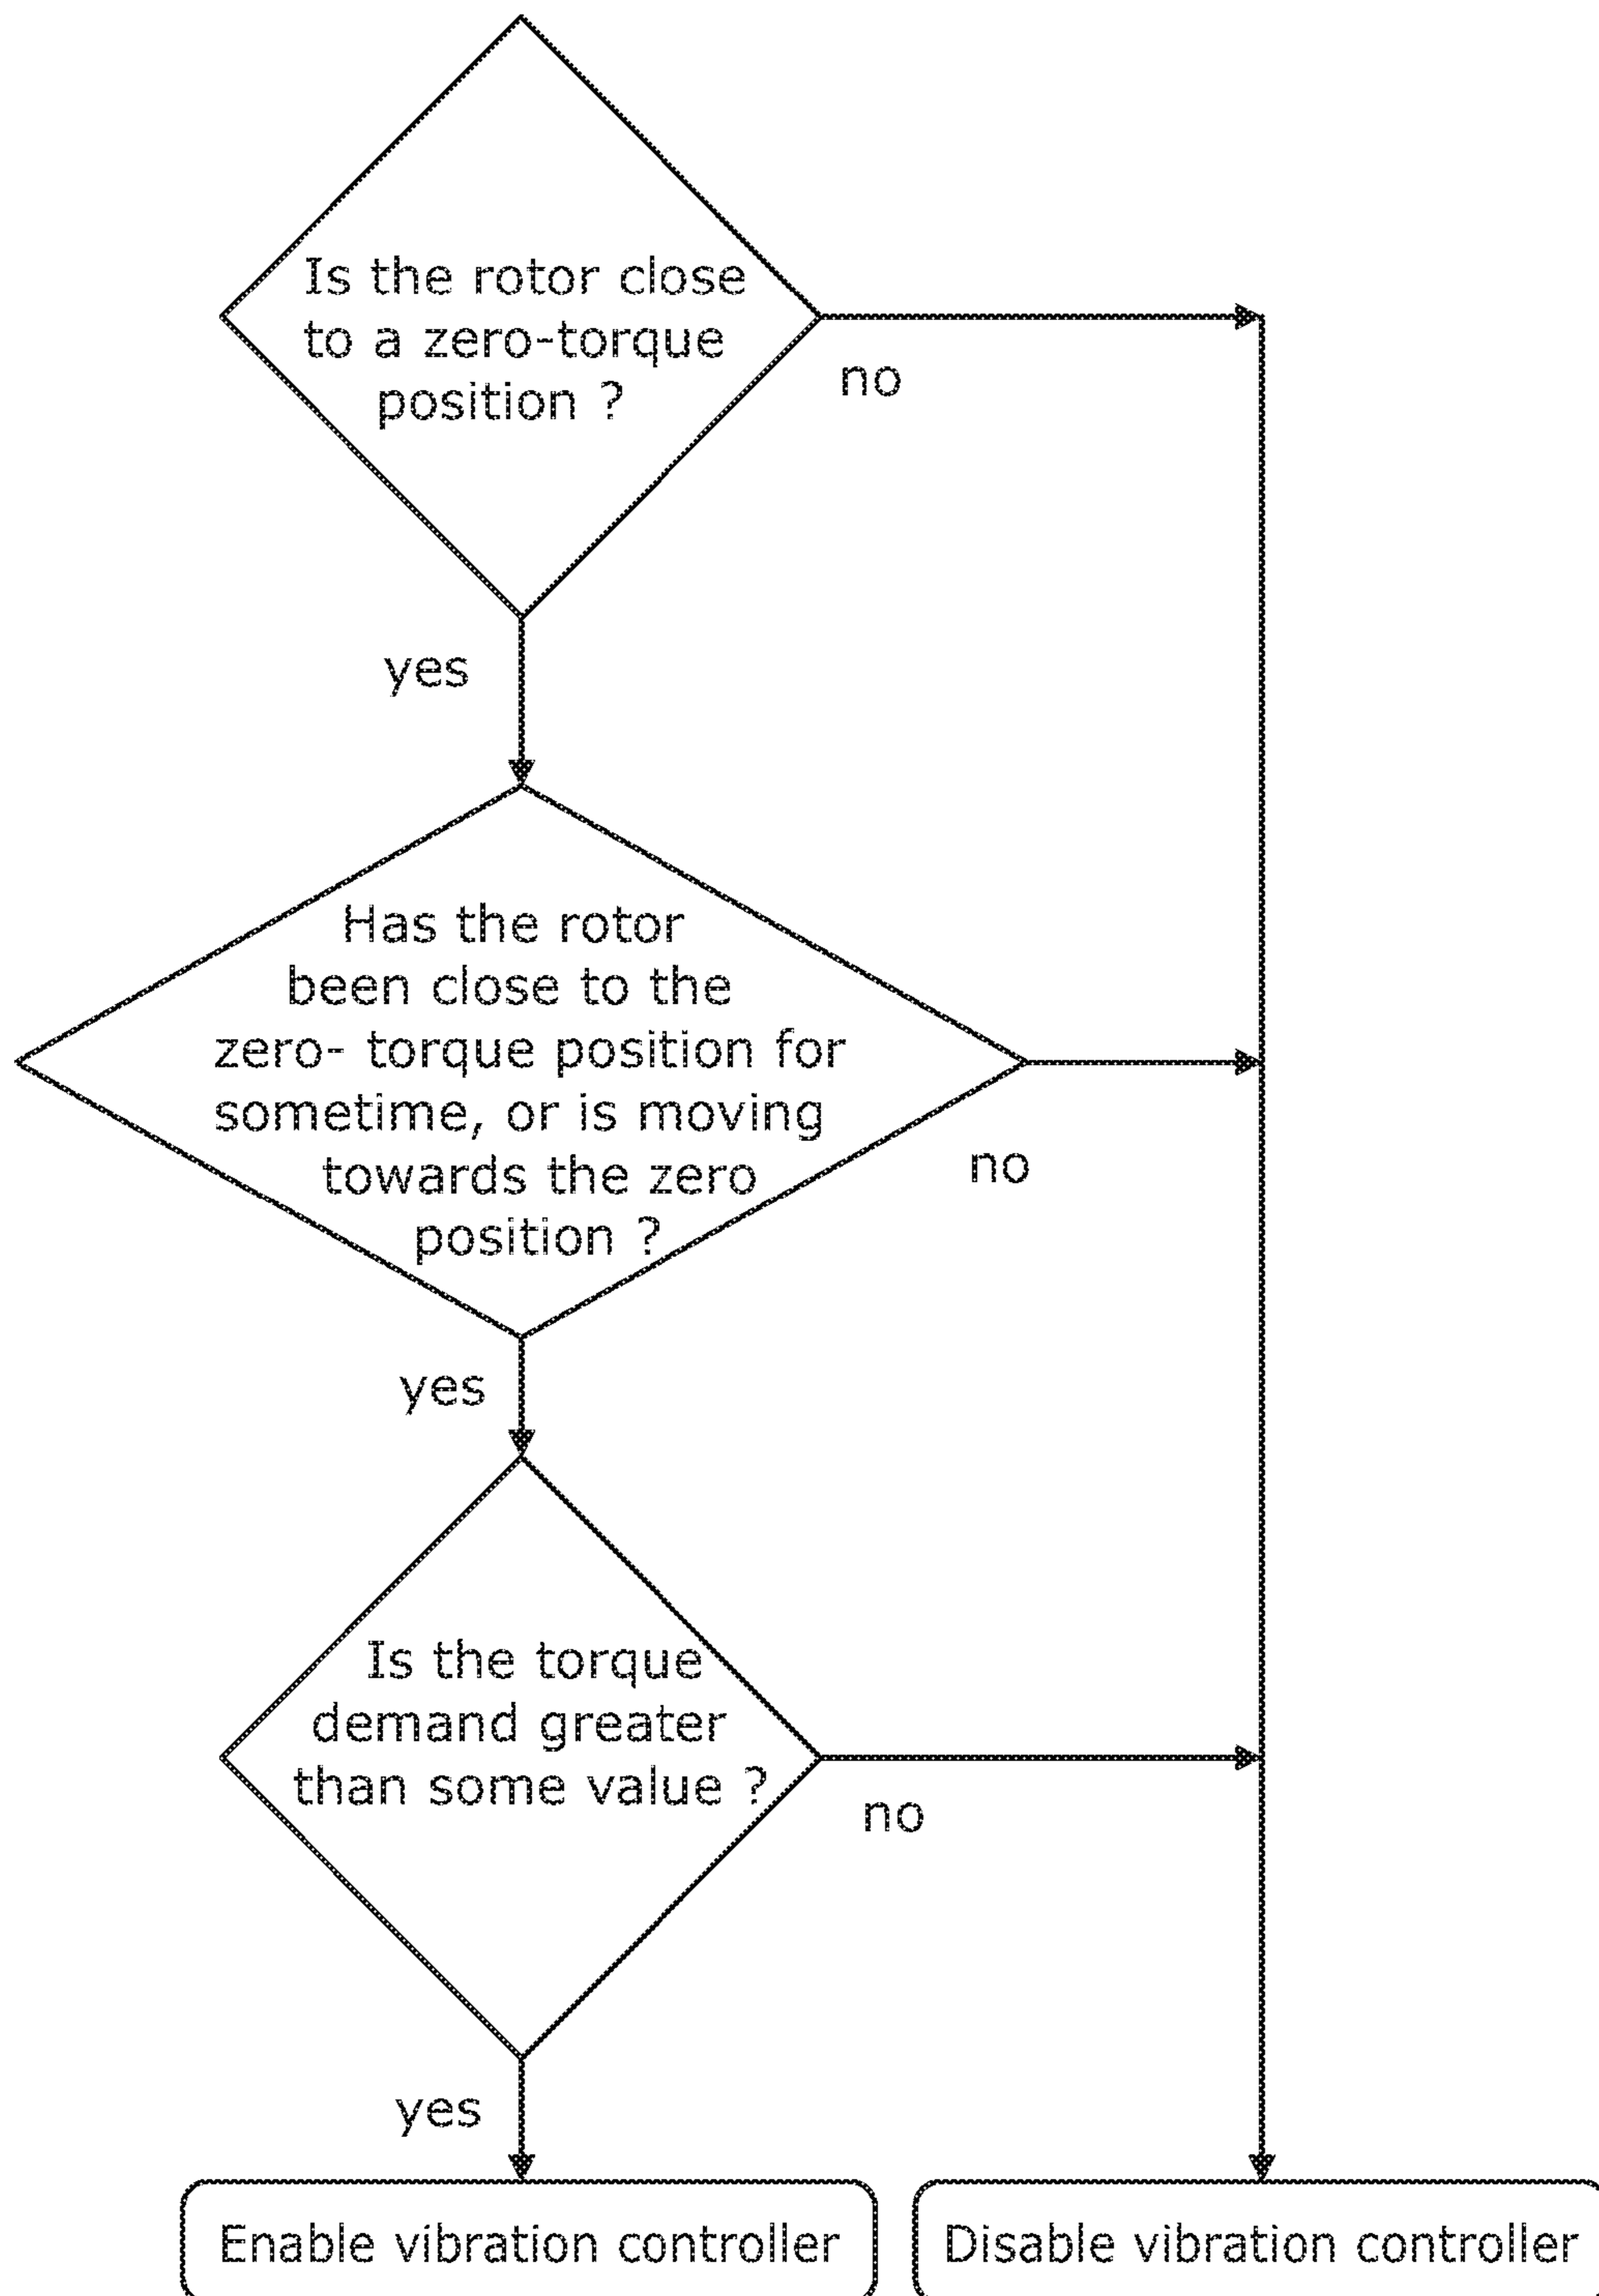 Is the rotor close
to a zero-torque
position ?
no
yes
Has the rotor
been close to the
zero- torque position for
sometime, or is moving
towards the zero
position ?
no
yes
Is the torque
demand greater
than some value ?
no
yes
Enable vibration controller
Disable vibration controller